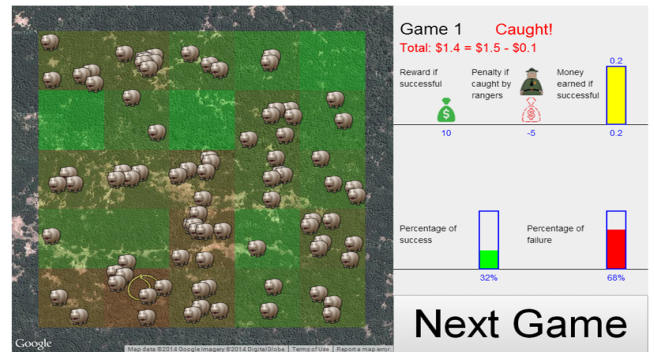 Game 1 Caught!
Total: $1.4 = $1.5 - $0.1
Reward if
successful
Penalty if
caught by
rangers
Money
earned if
successful
0.2
10
-5
0.2
Percentage of
success
Percentage of
failure
32%
68%
Next Game
Google
Map data ©2014 Google Imagery ©2014 DigitalGlobe | Terms of Use | Report a map error